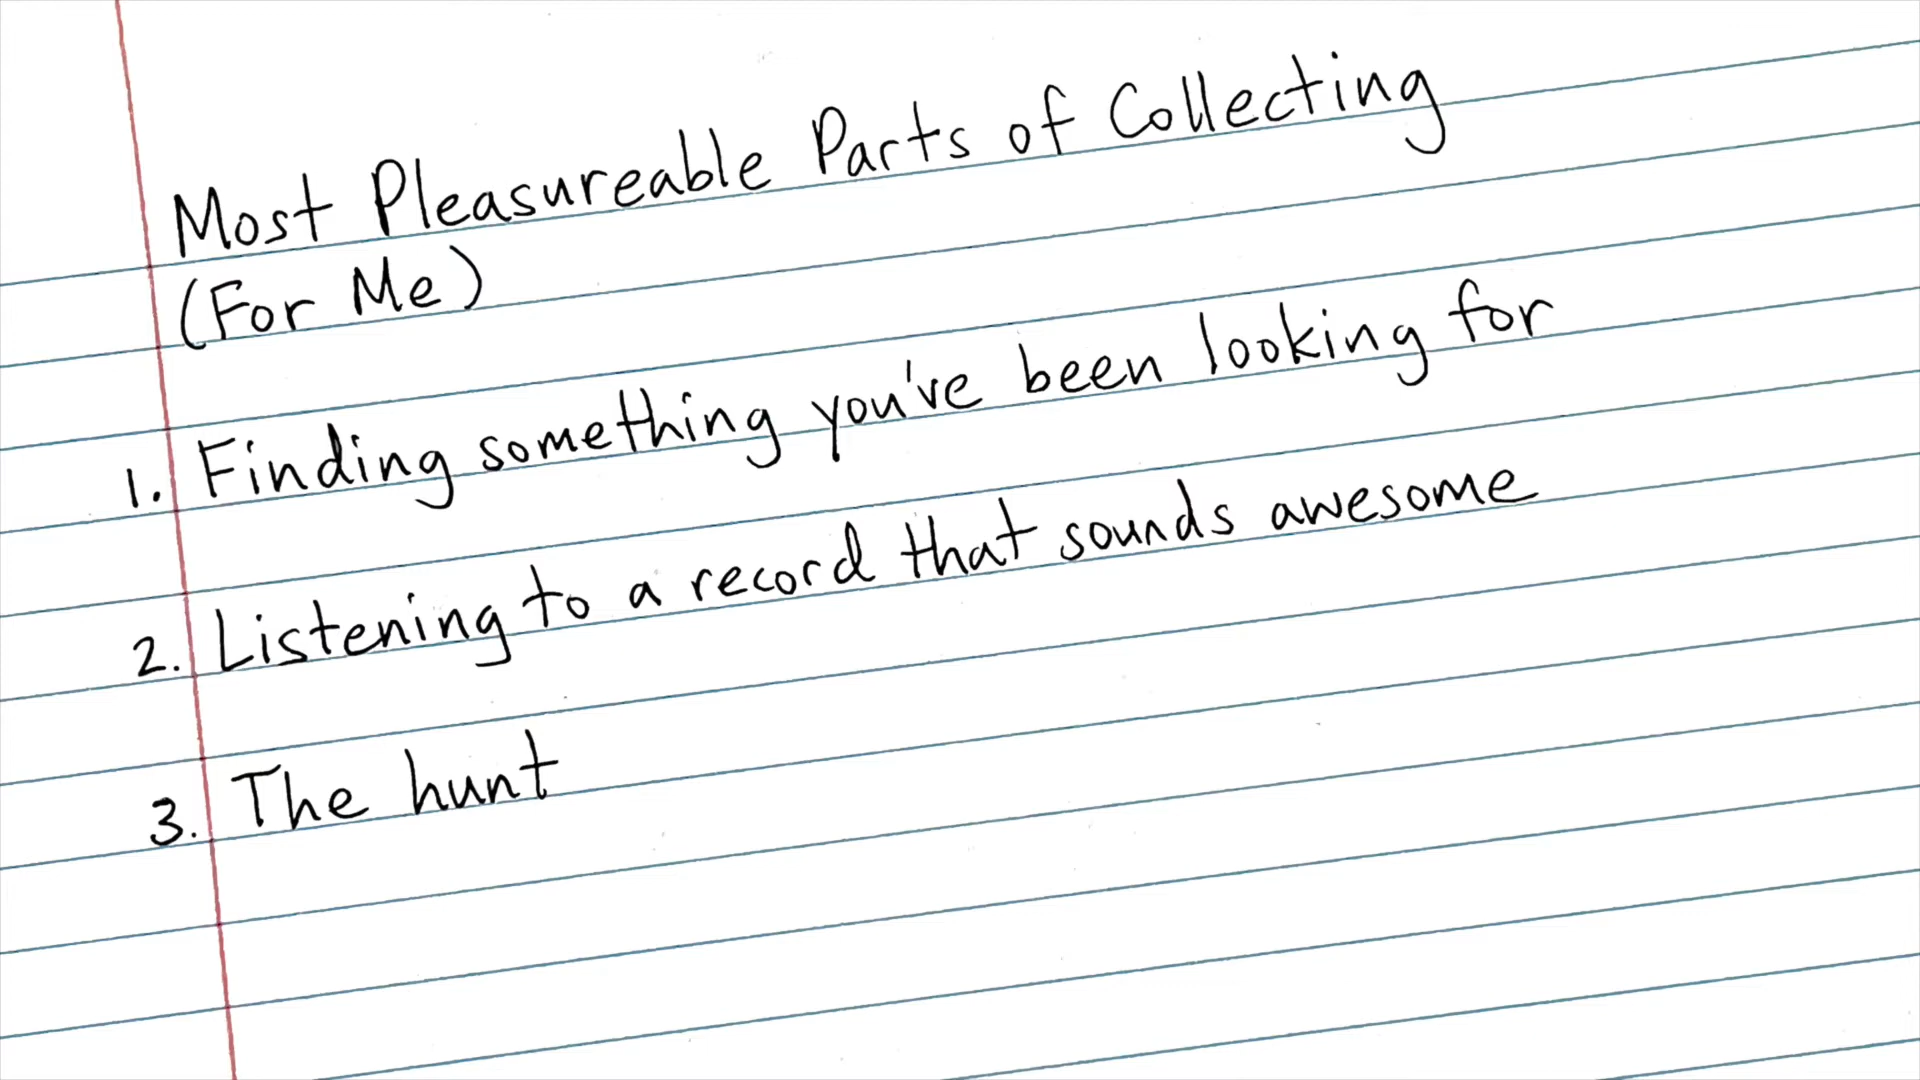 Most Pleasureable Parts of Collecting
(For Me)
1. Finding something you've been looking for
2. Listening to a record that sounds awesome
3. The hunt